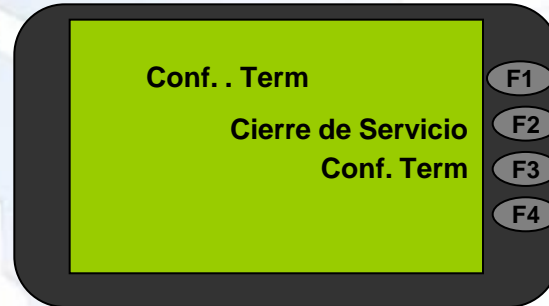 Conf. . Term
F1
Cierre de Servicio
F2
Conf. Term
F3
F4